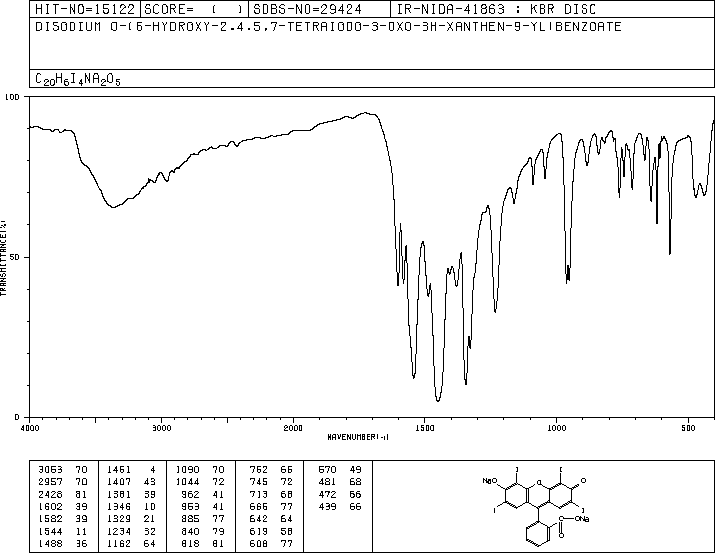 HIT-NO=15122 SCORE= ( ) SDBS-NO=29424 IR-NIDA-41863 : KBR DISC
DISODIUM O-(6-HYDROXY-2,4,5,7-TETRAIODO-3-OXO-3H-XANTHEN-9-YL)BENZOATE
C20H6I4NA2O5
100
50
0
TRANSMITTANCE(%)
4000 3000 2000 1500 1000 500
WAVENUMBER(-1)
3063 70 1461 4 1090 70 762 66 670 49
2957 70 1407 43 1044 72 745 72 481 68
2428 81 1381 39 962 41 713 68 472 66
1602 39 1346 10 953 41 666 77 439 66
1582 39 1329 21 885 77 642 64
1544 11 1234 32 840 79 619 58
1488 36 1162 64 818 81 608 77
I I
NaO O O
I I
C ONa
O